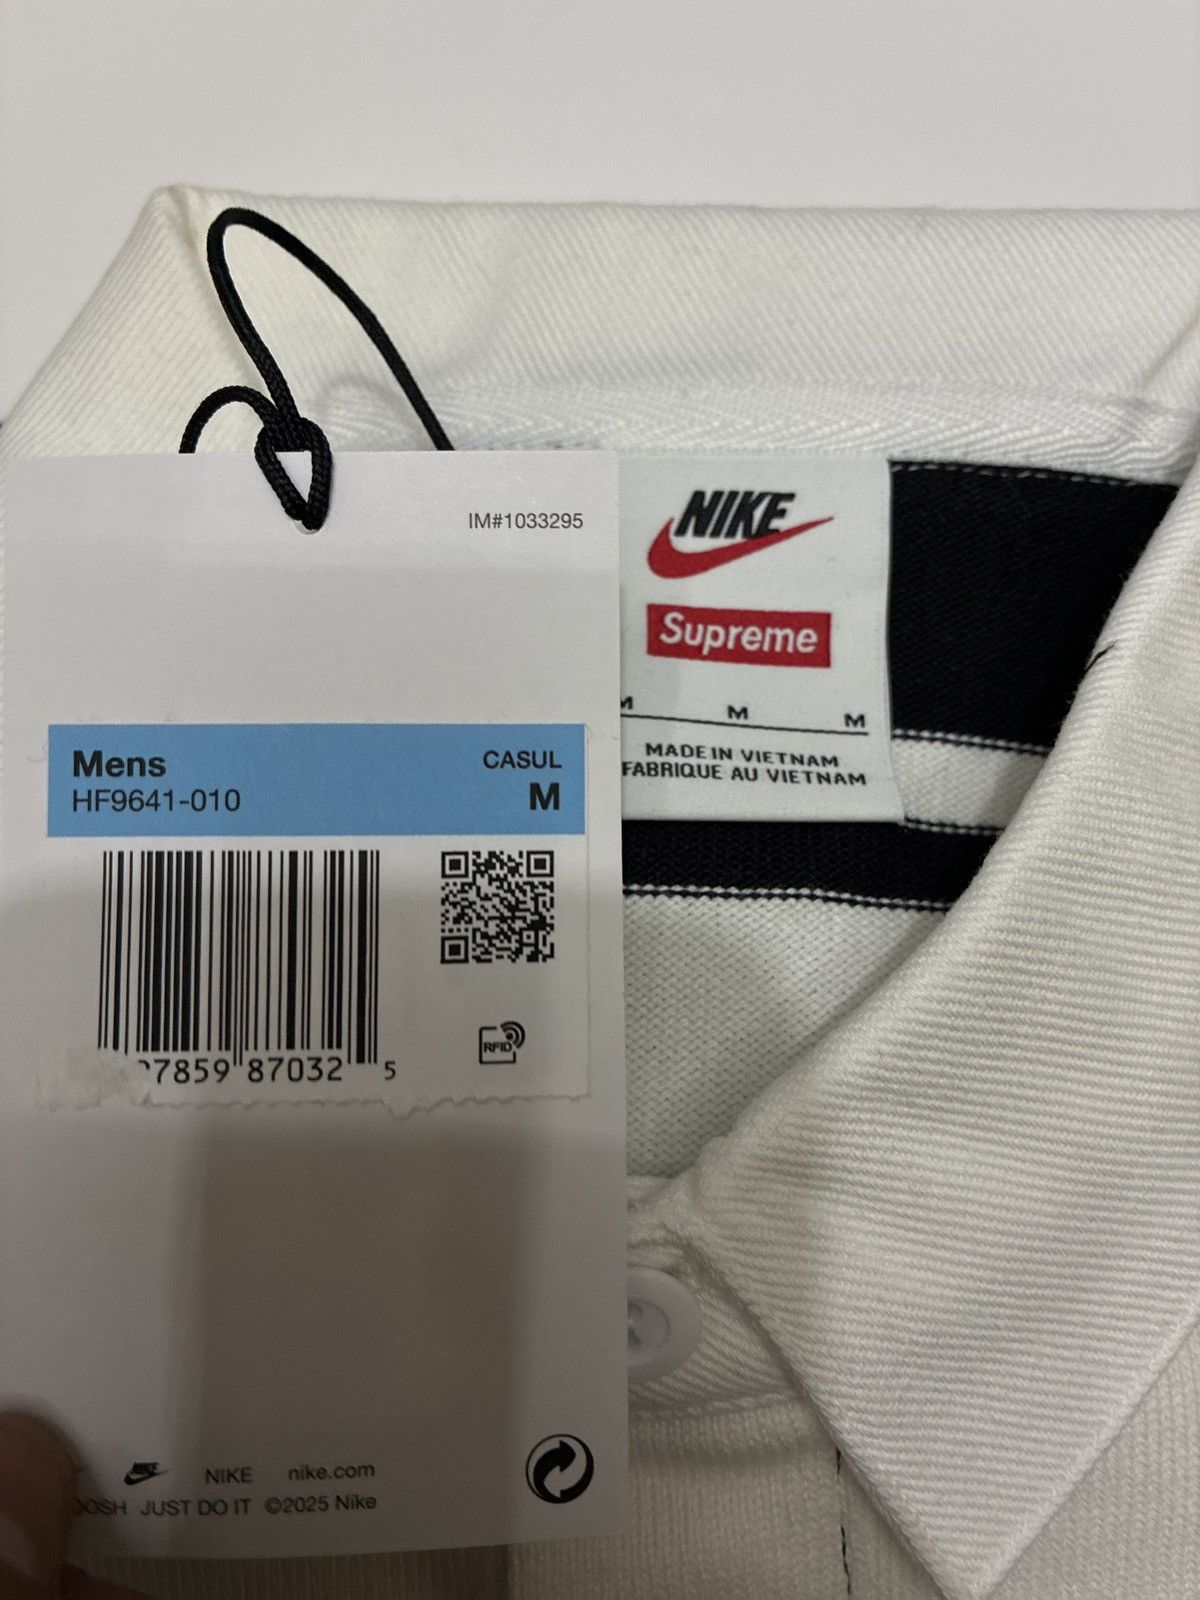 IM#1033295
Mens
HF9641-010
CASUL
M
7859 87032 5
RFID
NIKE nike.com
JUST DO IT ©2025 Nike
NIKE
Supreme
M M M
MADE IN VIETNAM
FABRIQUE AU VIETNAM